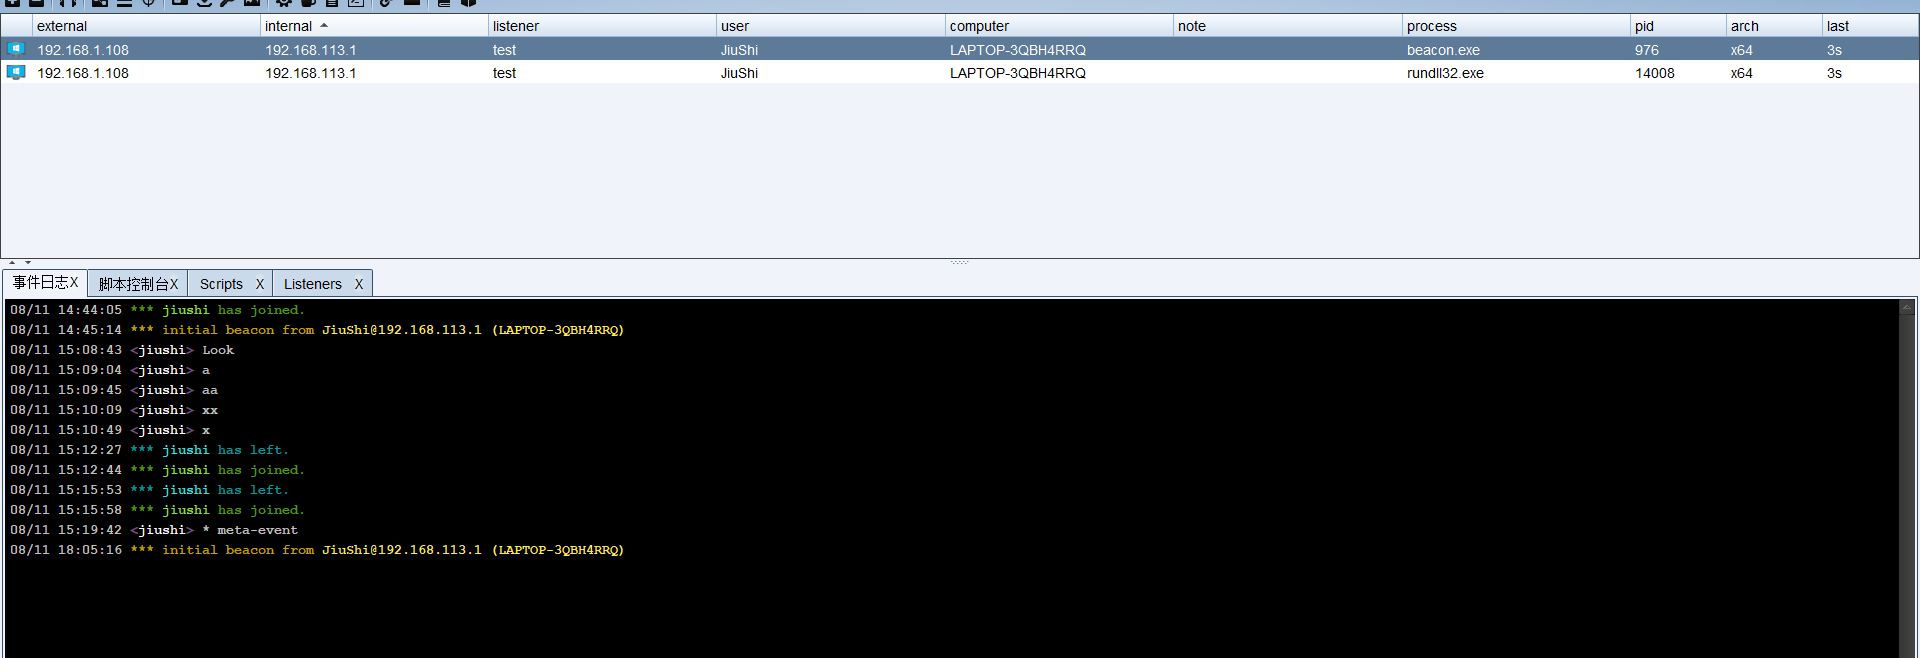 external internal listener user computer note process pid arch last
192.168.1.108 192.168.113.1 test JiuShi LAPTOP-3QBH4RRQ beacon.exe 976 x64 3s
192.168.1.108 192.168.113.1 test JiuShi LAPTOP-3QBH4RRQ rundll32.exe 14008 x64 3s
事件日志X 脚本控制台X Scripts X Listeners X
08/11 14:44:05 *** jiushi has joined.
08/11 14:45:14 *** initial beacon from JiuShi@192.168.113.1 (LAPTOP-3QBH4RRQ)
08/11 15:08:43 <jiushi> Look
08/11 15:09:04 <jiushi> a
08/11 15:09:45 <jiushi> aa
08/11 15:10:09 <jiushi> xx
08/11 15:10:49 <jiushi> x
08/11 15:12:27 *** jiushi has left.
08/11 15:12:44 *** jiushi has joined.
08/11 15:15:53 *** jiushi has left.
08/11 15:15:58 *** jiushi has joined.
08/11 15:19:42 <jiushi> * meta-event
08/11 18:05:16 *** initial beacon from JiuShi@192.168.113.1 (LAPTOP-3QBH4RRQ)